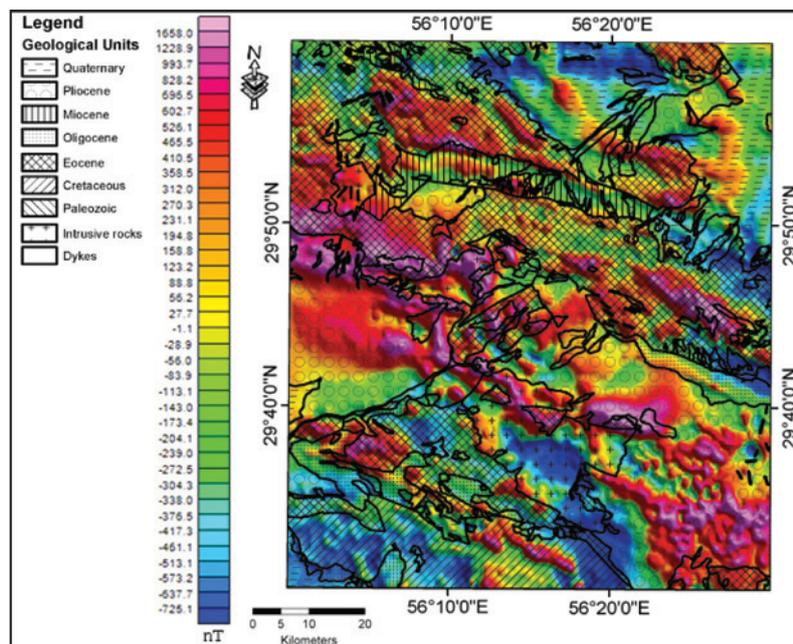 Legend
Geological Units
Quaternary
Pliocene
Miocene
Oligocene
Eocene
Cretaceous
Paleozoic
Intrusive rocks
Dykes
1658.0
1228.9
993.7
828.2
695.5
602.7
526.1
465.5
410.5
358.5
312.0
270.3
231.1
194.8
158.8
123.2
88.8
56.2
27.7
-1.1
-28.9
-56.0
-83.9
-113.1
-143.0
-173.4
-204.1
-239.0
-272.5
-304.3
-338.0
-376.5
-417.3
-461.1
-513.1
-573.2
-637.7
-725.1
nT
N
56°10'0"E
56°20'0"E
29°50'0"N
29°50'0"N
29°40'0"N
29°40'0"N
56°10'0"E
56°20'0"E
0 5 10 20
Kilometers